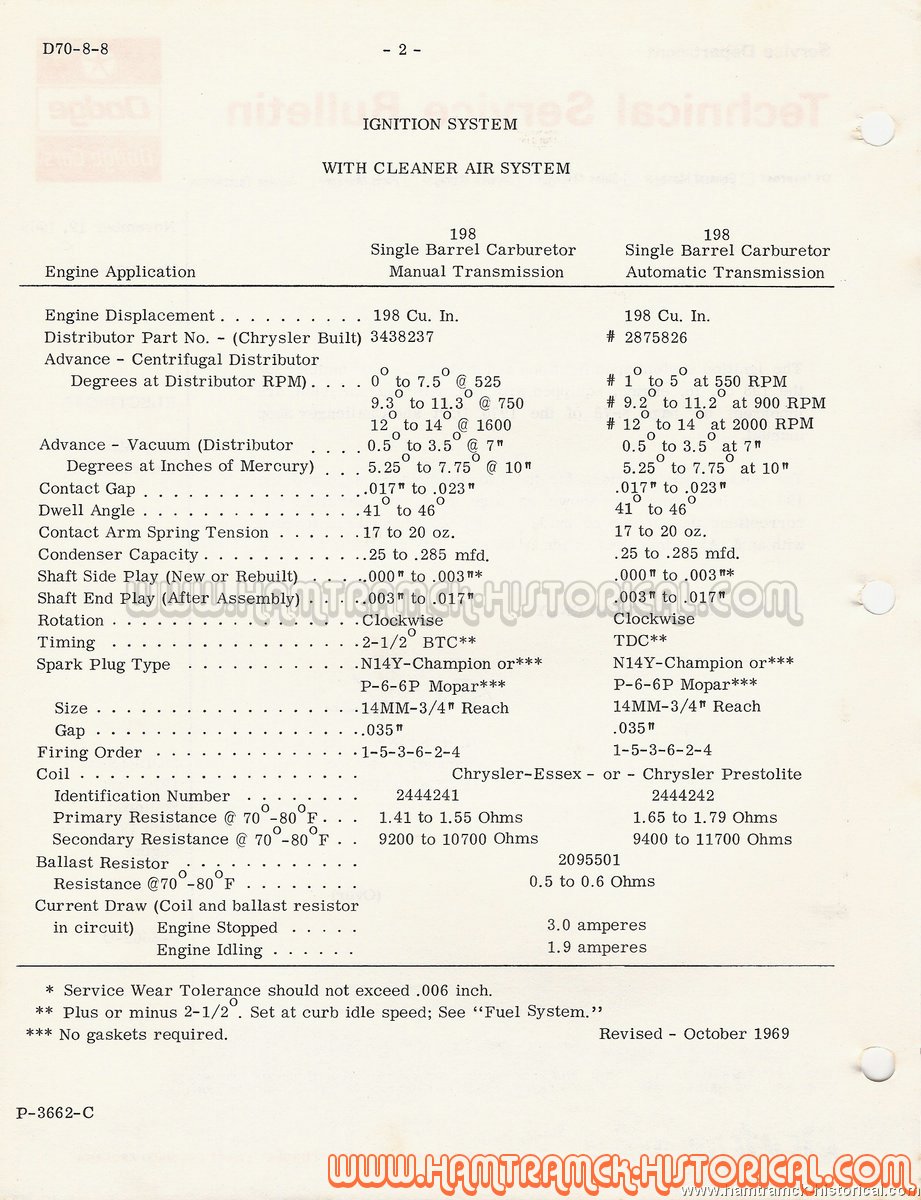 D70-8-8 - 2 -
IGNITION SYSTEM
WITH CLEANER AIR SYSTEM
198 198
Single Barrel Carburetor Single Barrel Carburetor
Engine Application Manual Transmission Automatic Transmission
Engine Displacement . . . . . . . . . . 198 Cu. In. 198 Cu. In.
Distributor Part No. - (Chrysler Built) 3438237 # 2875826
Advance - Centrifugal Distributor
Degrees at Distributor RPM) . . . . 0° to 7.5° @ 525 # 1° to 5° at 550 RPM
9.3° to 11.3° @ 750 # 9.2° to 11.2° at 900 RPM
12° to 14° @ 1600 # 12° to 14° at 2000 RPM
Advance - Vacuum (Distributor . . . . 0.5° to 3.5° @ 7" 0.5° to 3.5° at 7"
Degrees at Inches of Mercury) . . . 5.25° to 7.75° @ 10" 5.25° to 7.75° at 10"
Contact Gap . . . . . . . . . . . . . . . .017" to .023" .017" to .023"
Dwell Angle . . . . . . . . . . . . . . . 41° to 46° 41° to 46°
Contact Arm Spring Tension . . . . . . 17 to 20 oz. 17 to 20 oz.
Condenser Capacity . . . . . . . . . . . .25 to .285 mfd. .25 to .285 mfd.
Shaft Side Play (New or Rebuilt) . . . . .000" to .003"* .000" to .003"*
WWW.HAMTRAMCK-HISTORICAL.COM
Shaft End Play (After Assembly) . . . . .003" to .017" .003" to .017"
Rotation . . . . . . . . . . . . . . . . . Clockwise Clockwise
Timing . . . . . . . . . . . . . . . . . 2-1/2° BTC** TDC**
Spark Plug Type . . . . . . . . . . . . N14Y-Champion or*** N14Y-Champion or***
P-6-6P Mopar*** P-6-6P Mopar***
Size . . . . . . . . . . . . . . . . . . 14MM-3/4" Reach 14MM-3/4" Reach
Gap . . . . . . . . . . . . . . . . . . .035" .035"
Firing Order . . . . . . . . . . . . . . 1-5-3-6-2-4 1-5-3-6-2-4
Coil . . . . . . . . . . . . . . . . . . . Chrysler-Essex - or - Chrysler Prestolite
Identification Number . . . . . . . . 2444241 2444242
Primary Resistance @ 70°-80°F. . . 1.41 to 1.55 Ohms 1.65 to 1.79 Ohms
Secondary Resistance @ 70°-80°F . . 9200 to 10700 Ohms 9400 to 11700 Ohms
Ballast Resistor . . . . . . . . . . . . 2095501
Resistance @70°-80°F . . . . . . . . 0.5 to 0.6 Ohms
Current Draw (Coil and ballast resistor
in circuit) Engine Stopped . . . . . 3.0 amperes
Engine Idling . . . . . . 1.9 amperes
* Service Wear Tolerance should not exceed .006 inch.
** Plus or minus 2-1/2°. Set at curb idle speed; See "Fuel System."
*** No gaskets required. Revised - October 1969
P-3662-C
WWW.HAMTRAMCK-HISTORICAL.COM
www.hamtramck-historical.com